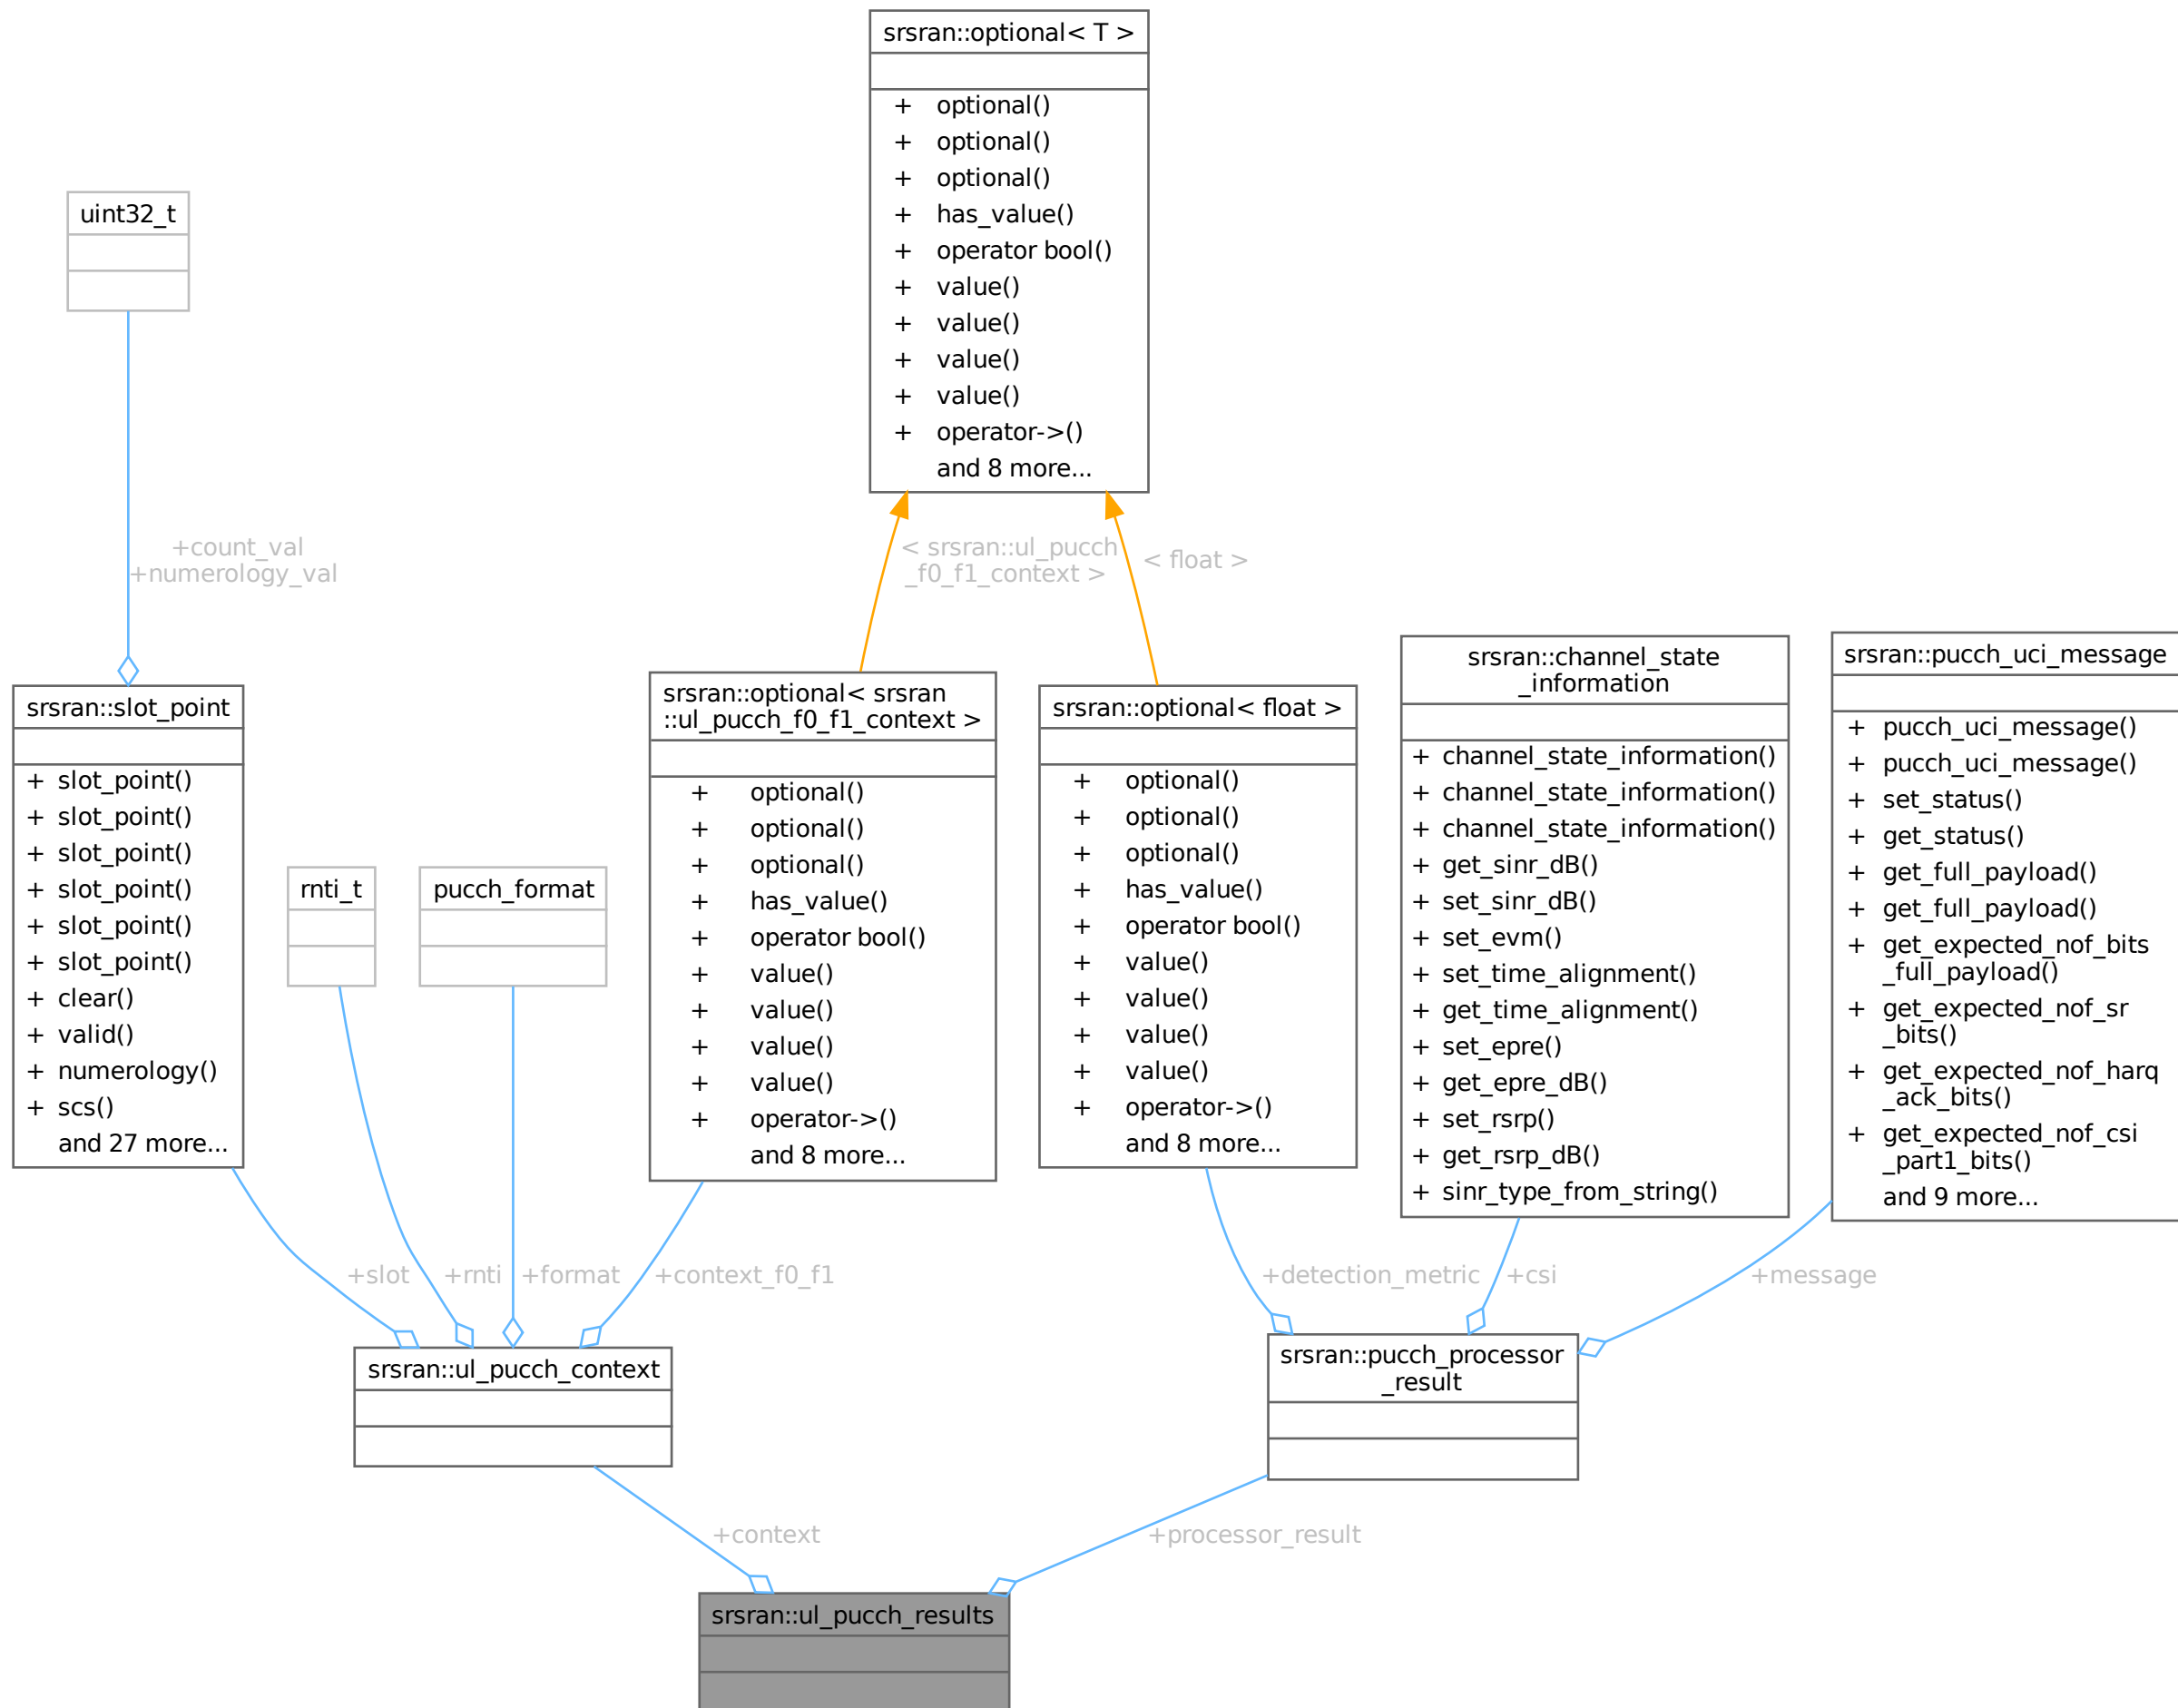 srsran::optional< T >
+ optional()
+ optional()
+ optional()
+ has_value()
+ operator bool()
+ value()
+ value()
+ value()
+ value()
+ operator->()
and 8 more...
uint32_t
+count_val
+numerology_val
< srsran::ul_pucch
_f0_f1_context >
< float >
srsran::slot_point
+ slot_point()
+ slot_point()
+ slot_point()
+ slot_point()
+ slot_point()
+ slot_point()
+ clear()
+ valid()
+ numerology()
+ scs()
and 27 more...
rnti_t
pucch_format
srsran::optional< srsran
::ul_pucch_f0_f1_context >
+ optional()
+ optional()
+ optional()
+ has_value()
+ operator bool()
+ value()
+ value()
+ value()
+ value()
+ operator->()
and 8 more...
srsran::optional< float >
+ optional()
+ optional()
+ optional()
+ has_value()
+ operator bool()
+ value()
+ value()
+ value()
+ value()
+ operator->()
and 8 more...
srsran::channel_state
_information
+ channel_state_information()
+ channel_state_information()
+ channel_state_information()
+ get_sinr_dB()
+ set_sinr_dB()
+ set_evm()
+ set_time_alignment()
+ get_time_alignment()
+ set_epre()
+ get_epre_dB()
+ set_rsrp()
+ get_rsrp_dB()
+ sinr_type_from_string()
srsran::pucch_uci_message
+ pucch_uci_message()
+ pucch_uci_message()
+ set_status()
+ get_status()
+ get_full_payload()
+ get_full_payload()
+ get_expected_nof_bits
_full_payload()
+ get_expected_nof_sr
_bits()
+ get_expected_nof_harq
_ack_bits()
+ get_expected_nof_csi
_part1_bits()
and 9 more...
+slot
+rnti
+format
+context_f0_f1
+detection_metric
+csi
+message
srsran::ul_pucch_context
srsran::pucch_processor
_result
+context
+processor_result
srsran::ul_pucch_results